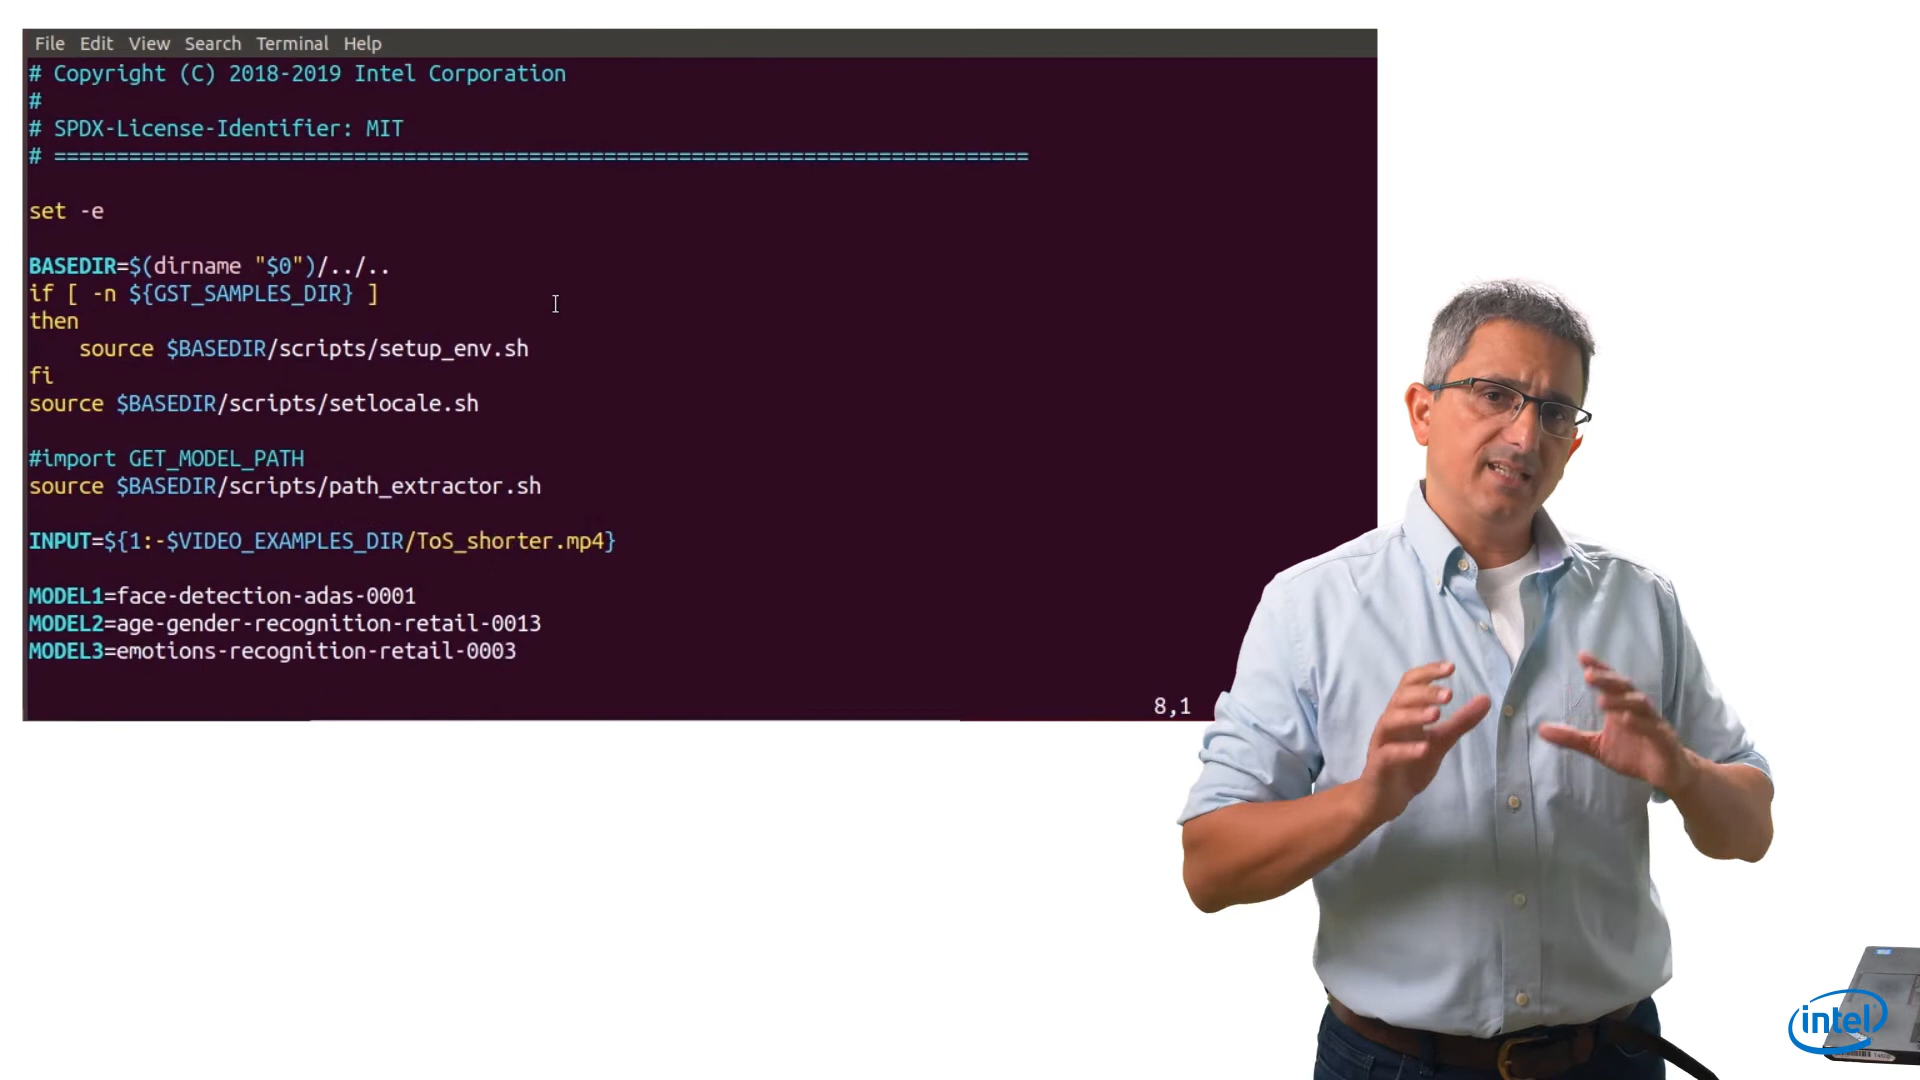 File Edit View Search Terminal Help
# Copyright (C) 2018-2019 Intel Corporation
#
# SPDX-License-Identifier: MIT
# ==============================================================================
set -e
BASEDIR=$(dirname "$0")/../..
if [ -n ${GST_SAMPLES_DIR} ]
then
    source $BASEDIR/scripts/setup_env.sh
fi
source $BASEDIR/scripts/setlocale.sh
#import GET_MODEL_PATH
source $BASEDIR/scripts/path_extractor.sh
INPUT=${1:-$VIDEO_EXAMPLES_DIR/ToS_shorter.mp4}
MODEL1=face-detection-adas-0001
MODEL2=age-gender-recognition-retail-0013
MODEL3=emotions-recognition-retail-0003
8,1
intel